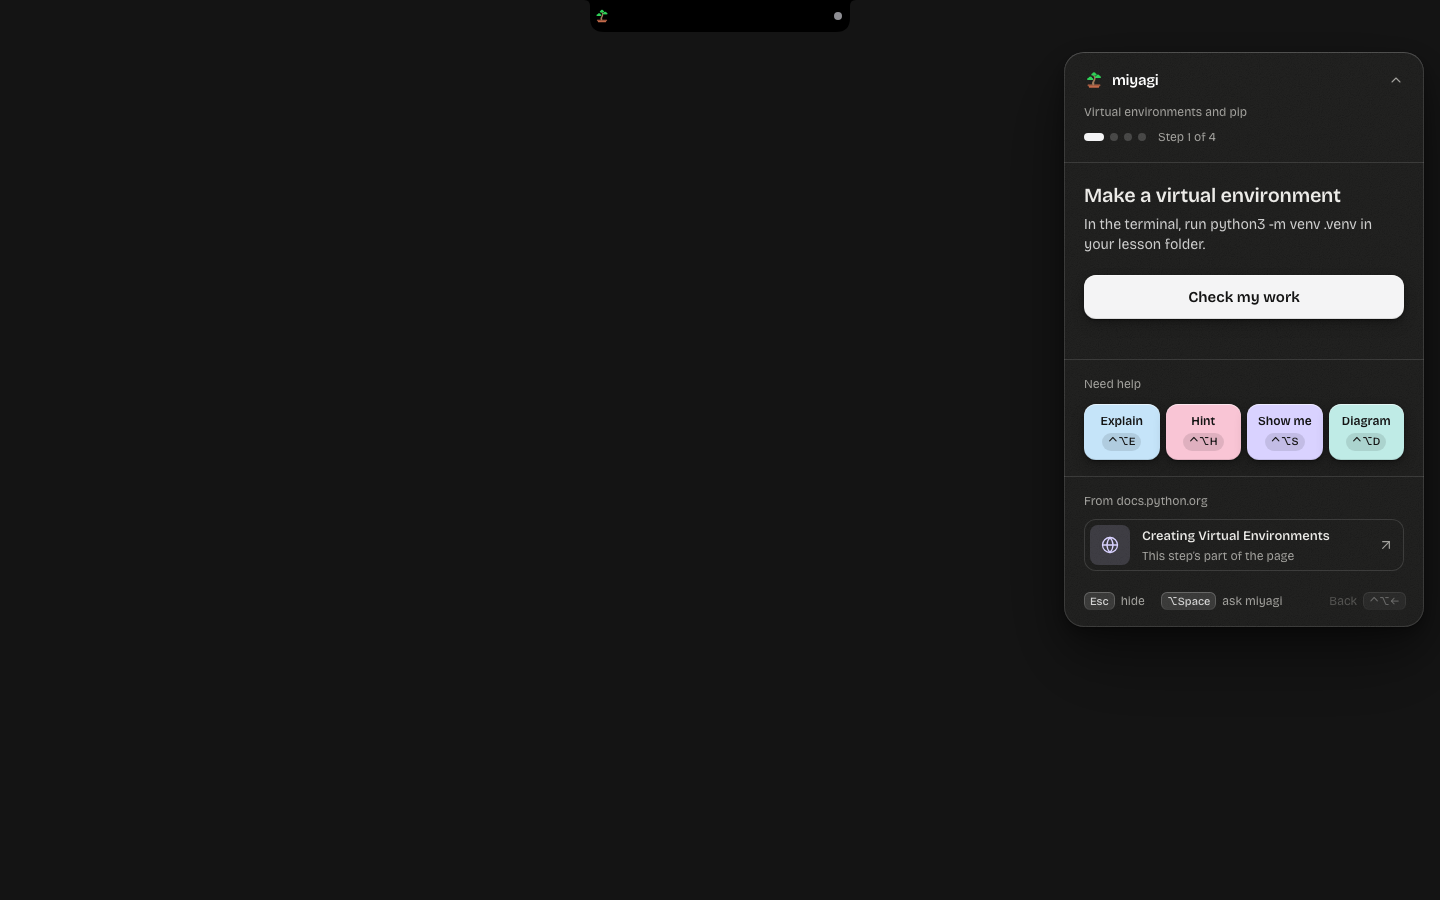 miyagi
Virtual environments and pip
Step 1 of 4
Make a virtual environment
In the terminal, run python3 -m venv .venv in
your lesson folder.
Check my work
Need help
Explain Hint Show me Diagram
^⌥E ^⌥H ^⌥S ^⌥D
From docs.python.org
Creating Virtual Environments
This step's part of the page
Esc hide ⌥Space ask miyagi Back ^⌥←